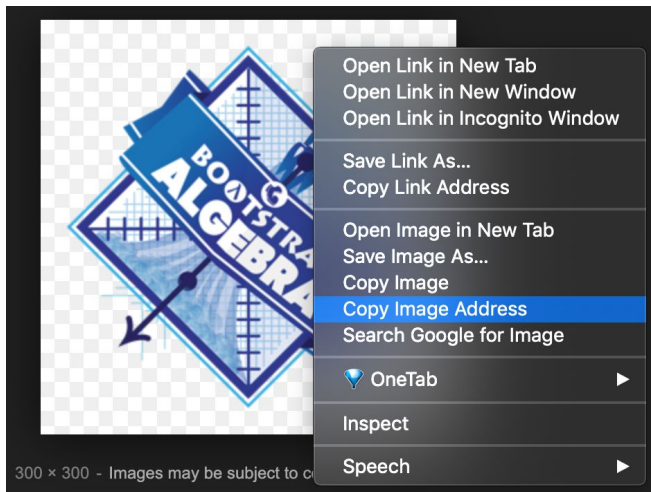 BOOTSTRA
ALGEBRA
Open Link in New Tab
Open Link in New Window
Open Link in Incognito Window
Save Link As...
Copy Link Address
Open Image in New Tab
Save Image As...
Copy Image
Copy Image Address
Search Google for Image
OneTab
Inspect
Speech
300 × 300 - Images may be subject to co